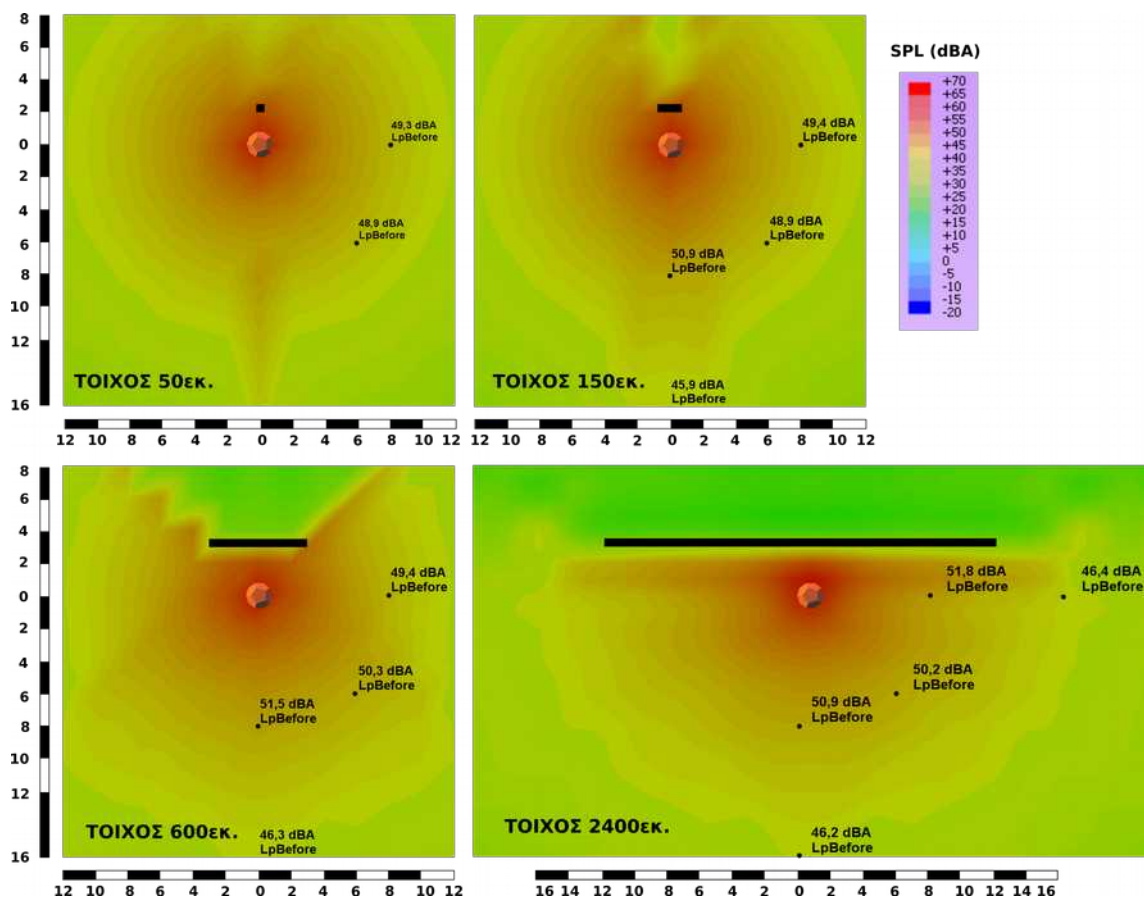 8
6
4
2
0
2
4
6
8
10
12
16
49,3 dBA
LpBefore
48,9 dBA
LpBefore
ΤΟΙΧΟΣ 50εκ.
12 10 8 6 4 2 0 2 4 6 8 10 12
49,4 dBA
LpBefore
48,9 dBA
LpBefore
50,9 dBA
LpBefore
45,9 dBA
LpBefore
ΤΟΙΧΟΣ 150εκ.
12 10 8 6 4 2 0 2 4 6 8 10 12
SPL (dBA)
+70
+65
+60
+55
+50
+45
+40
+35
+30
+25
+20
+15
+10
+5
0
-5
-10
-15
-20
8
6
4
2
0
2
4
6
8
10
12
14
16
49,4 dBA
LpBefore
50,3 dBA
LpBefore
51,5 dBA
LpBefore
46,3 dBA
LpBefore
ΤΟΙΧΟΣ 600εκ.
12 10 8 6 4 2 0 2 4 6 8 10 12
51,8 dBA
LpBefore
46,4 dBA
LpBefore
50,2 dBA
LpBefore
50,9 dBA
LpBefore
46,2 dBA
LpBefore
ΤΟΙΧΟΣ 2400εκ.
16 14 12 10 8 6 4 2 0 2 4 6 8 10 12 14 16